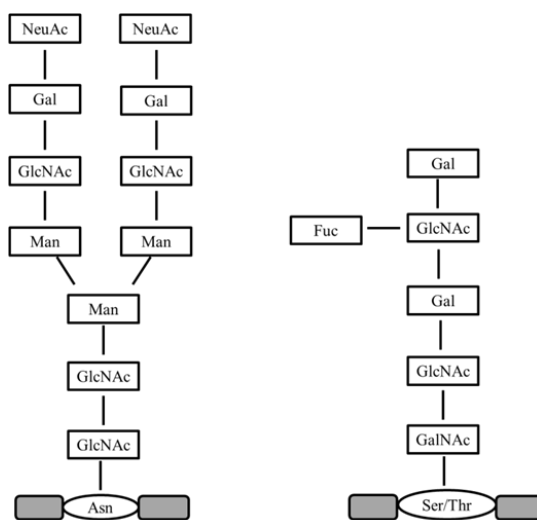 NeuAc NeuAc
Gal Gal
GlcNAc GlcNAc
Man Man
Man
GlcNAc
GlcNAc
Asn
Gal
Fuc GlcNAc
Gal
GlcNAc
GalNAc
Ser/Thr